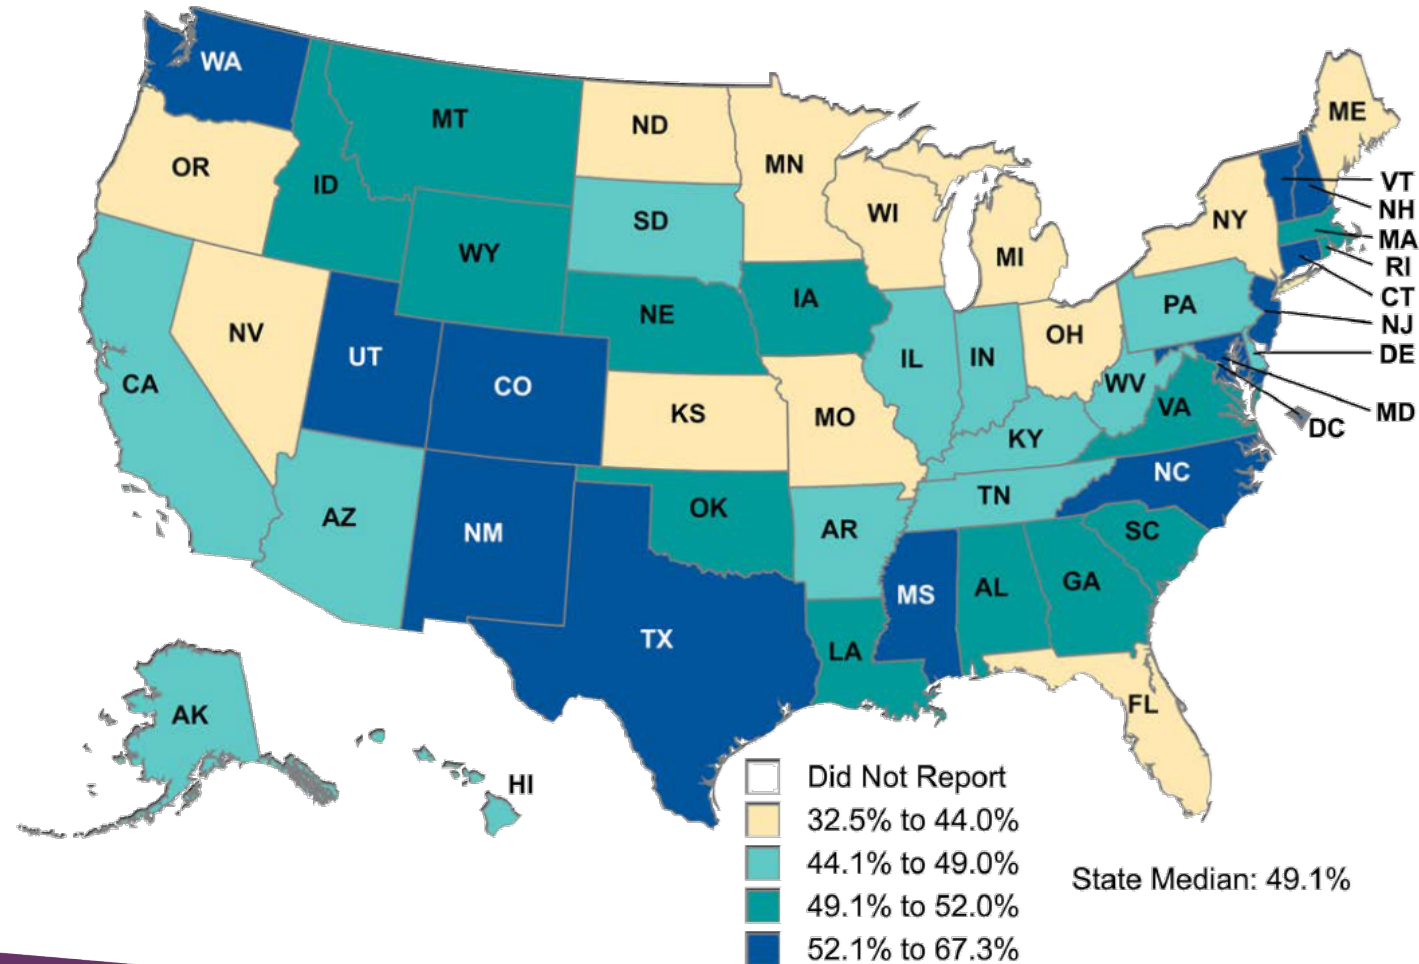 WA
MT
ND
MN
ME
OR
ID
SD
WI
VT
NH
NY
MA
WY
MI
RI
IA
CT
NE
PA
NJ
NV
OH
UT
IL
IN
DE
CO
CA
WV
KS
MO
VA
MD
KY
DC
NC
TN
AZ
NM
OK
AR
SC
MS
AL
GA
TX
LA
FL
AK
HI
Did Not Report
32.5% to 44.0%
44.1% to 49.0%
49.1% to 52.0%
52.1% to 67.3%
State Median: 49.1%